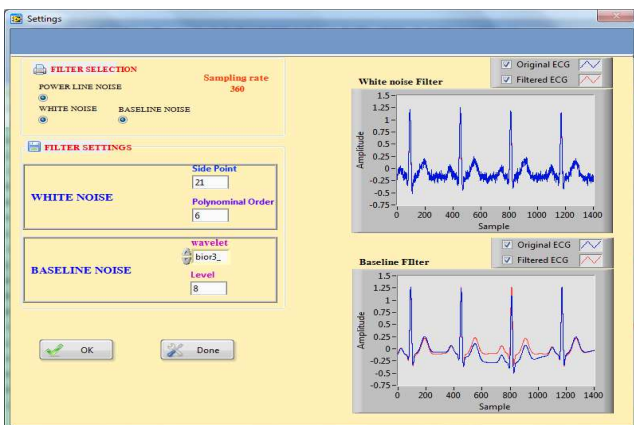 Settings
FILTER SELECTION
Sampling rate
360
POWER LINE NOISE
WHITE NOISE BASELINE NOISE
FILTER SETTINGS
WHITE NOISE
Side Point
21
Polynominal Order
6
BASELINE NOISE
wavelet
bior3_
Level
8
OK
Done
White noise Filter
Original ECG
Filtered ECG
Amplitude
1.5
1.25
1
0.75
0.5
0.25
0
-0.25
-0.5
-0.75
0 200 400 600 800 1000 1200 1400
Sample
Baseline FIlter
Original ECG
Filtered ECG
Amplitude
1.5
1.25
1
0.75
0.5
0.25
0
-0.25
-0.5
-0.75
0 200 400 600 800 1000 1200 1400
Sample